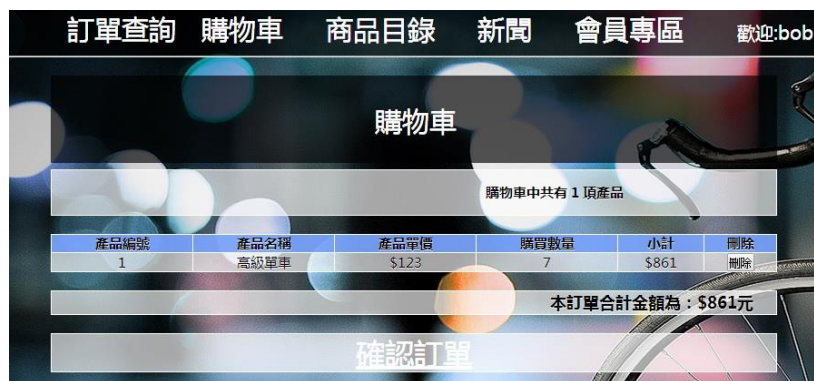 訂單查詢 購物車 商品目錄 新聞 會員專區 歡迎:bob
購物車
購物車中共有 1 項產品
產品編號 產品名稱 產品單價 購買數量 小計 刪除
1 高級單車 $123 7 $861 刪除
本訂單合計金額為：$861元
確認訂單